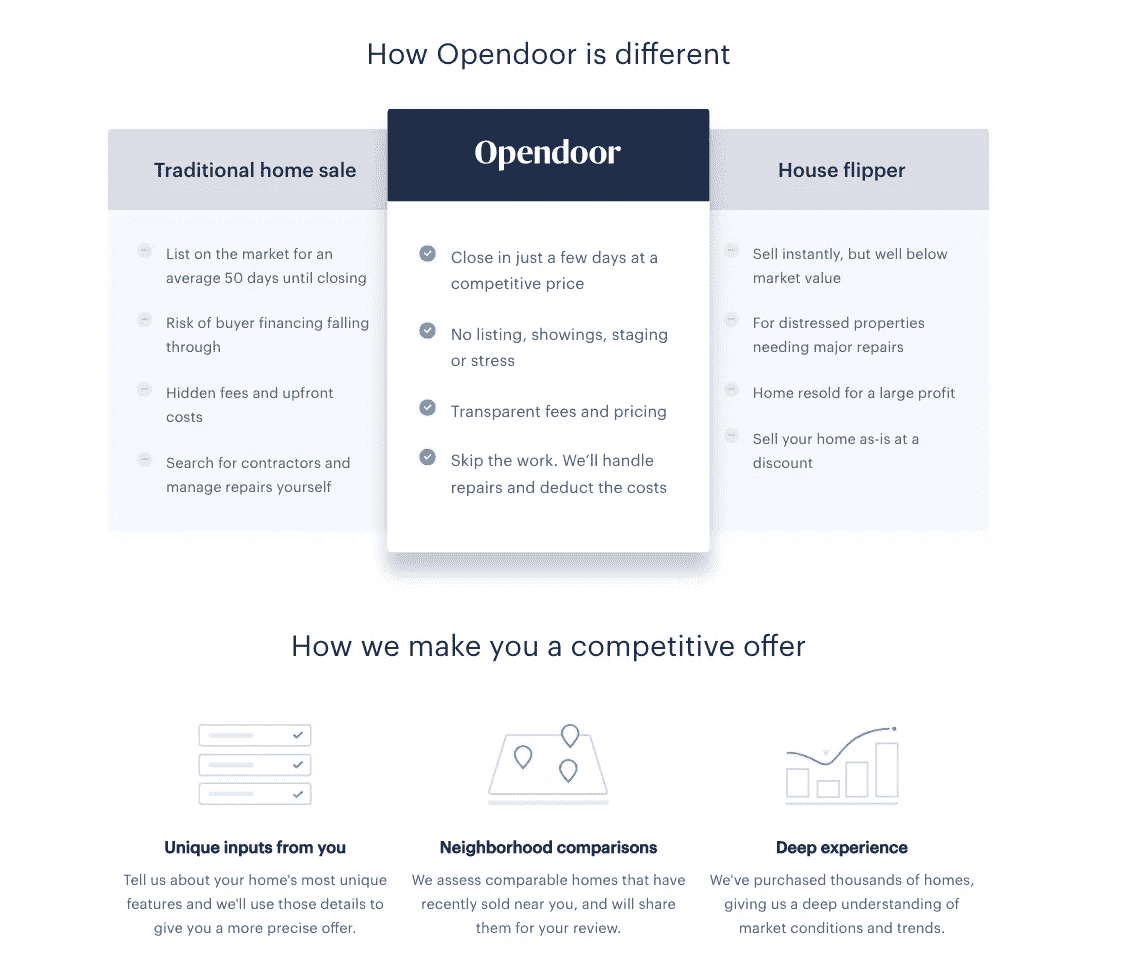 How Opendoor is different
Traditional home sale
List on the market for an
average 50 days until closing
Risk of buyer financing falling
through
Hidden fees and upfront
costs
Search for contractors and
manage repairs yourself
Opendoor
Close in just a few days at a
competitive price
No listing, showings, staging
or stress
Transparent fees and pricing
Skip the work. We’ll handle
repairs and deduct the costs
House flipper
Sell instantly, but well below
market value
For distressed properties
needing major repairs
Home resold for a large profit
Sell your home as-is at a
discount
How we make you a competitive offer
Unique inputs from you
Tell us about your home's most unique
features and we'll use those details to
give you a more precise offer.
Neighborhood comparisons
We assess comparable homes that have
recently sold near you, and will share
them for your review.
Deep experience
We've purchased thousands of homes,
giving us a deep understanding of
market conditions and trends.